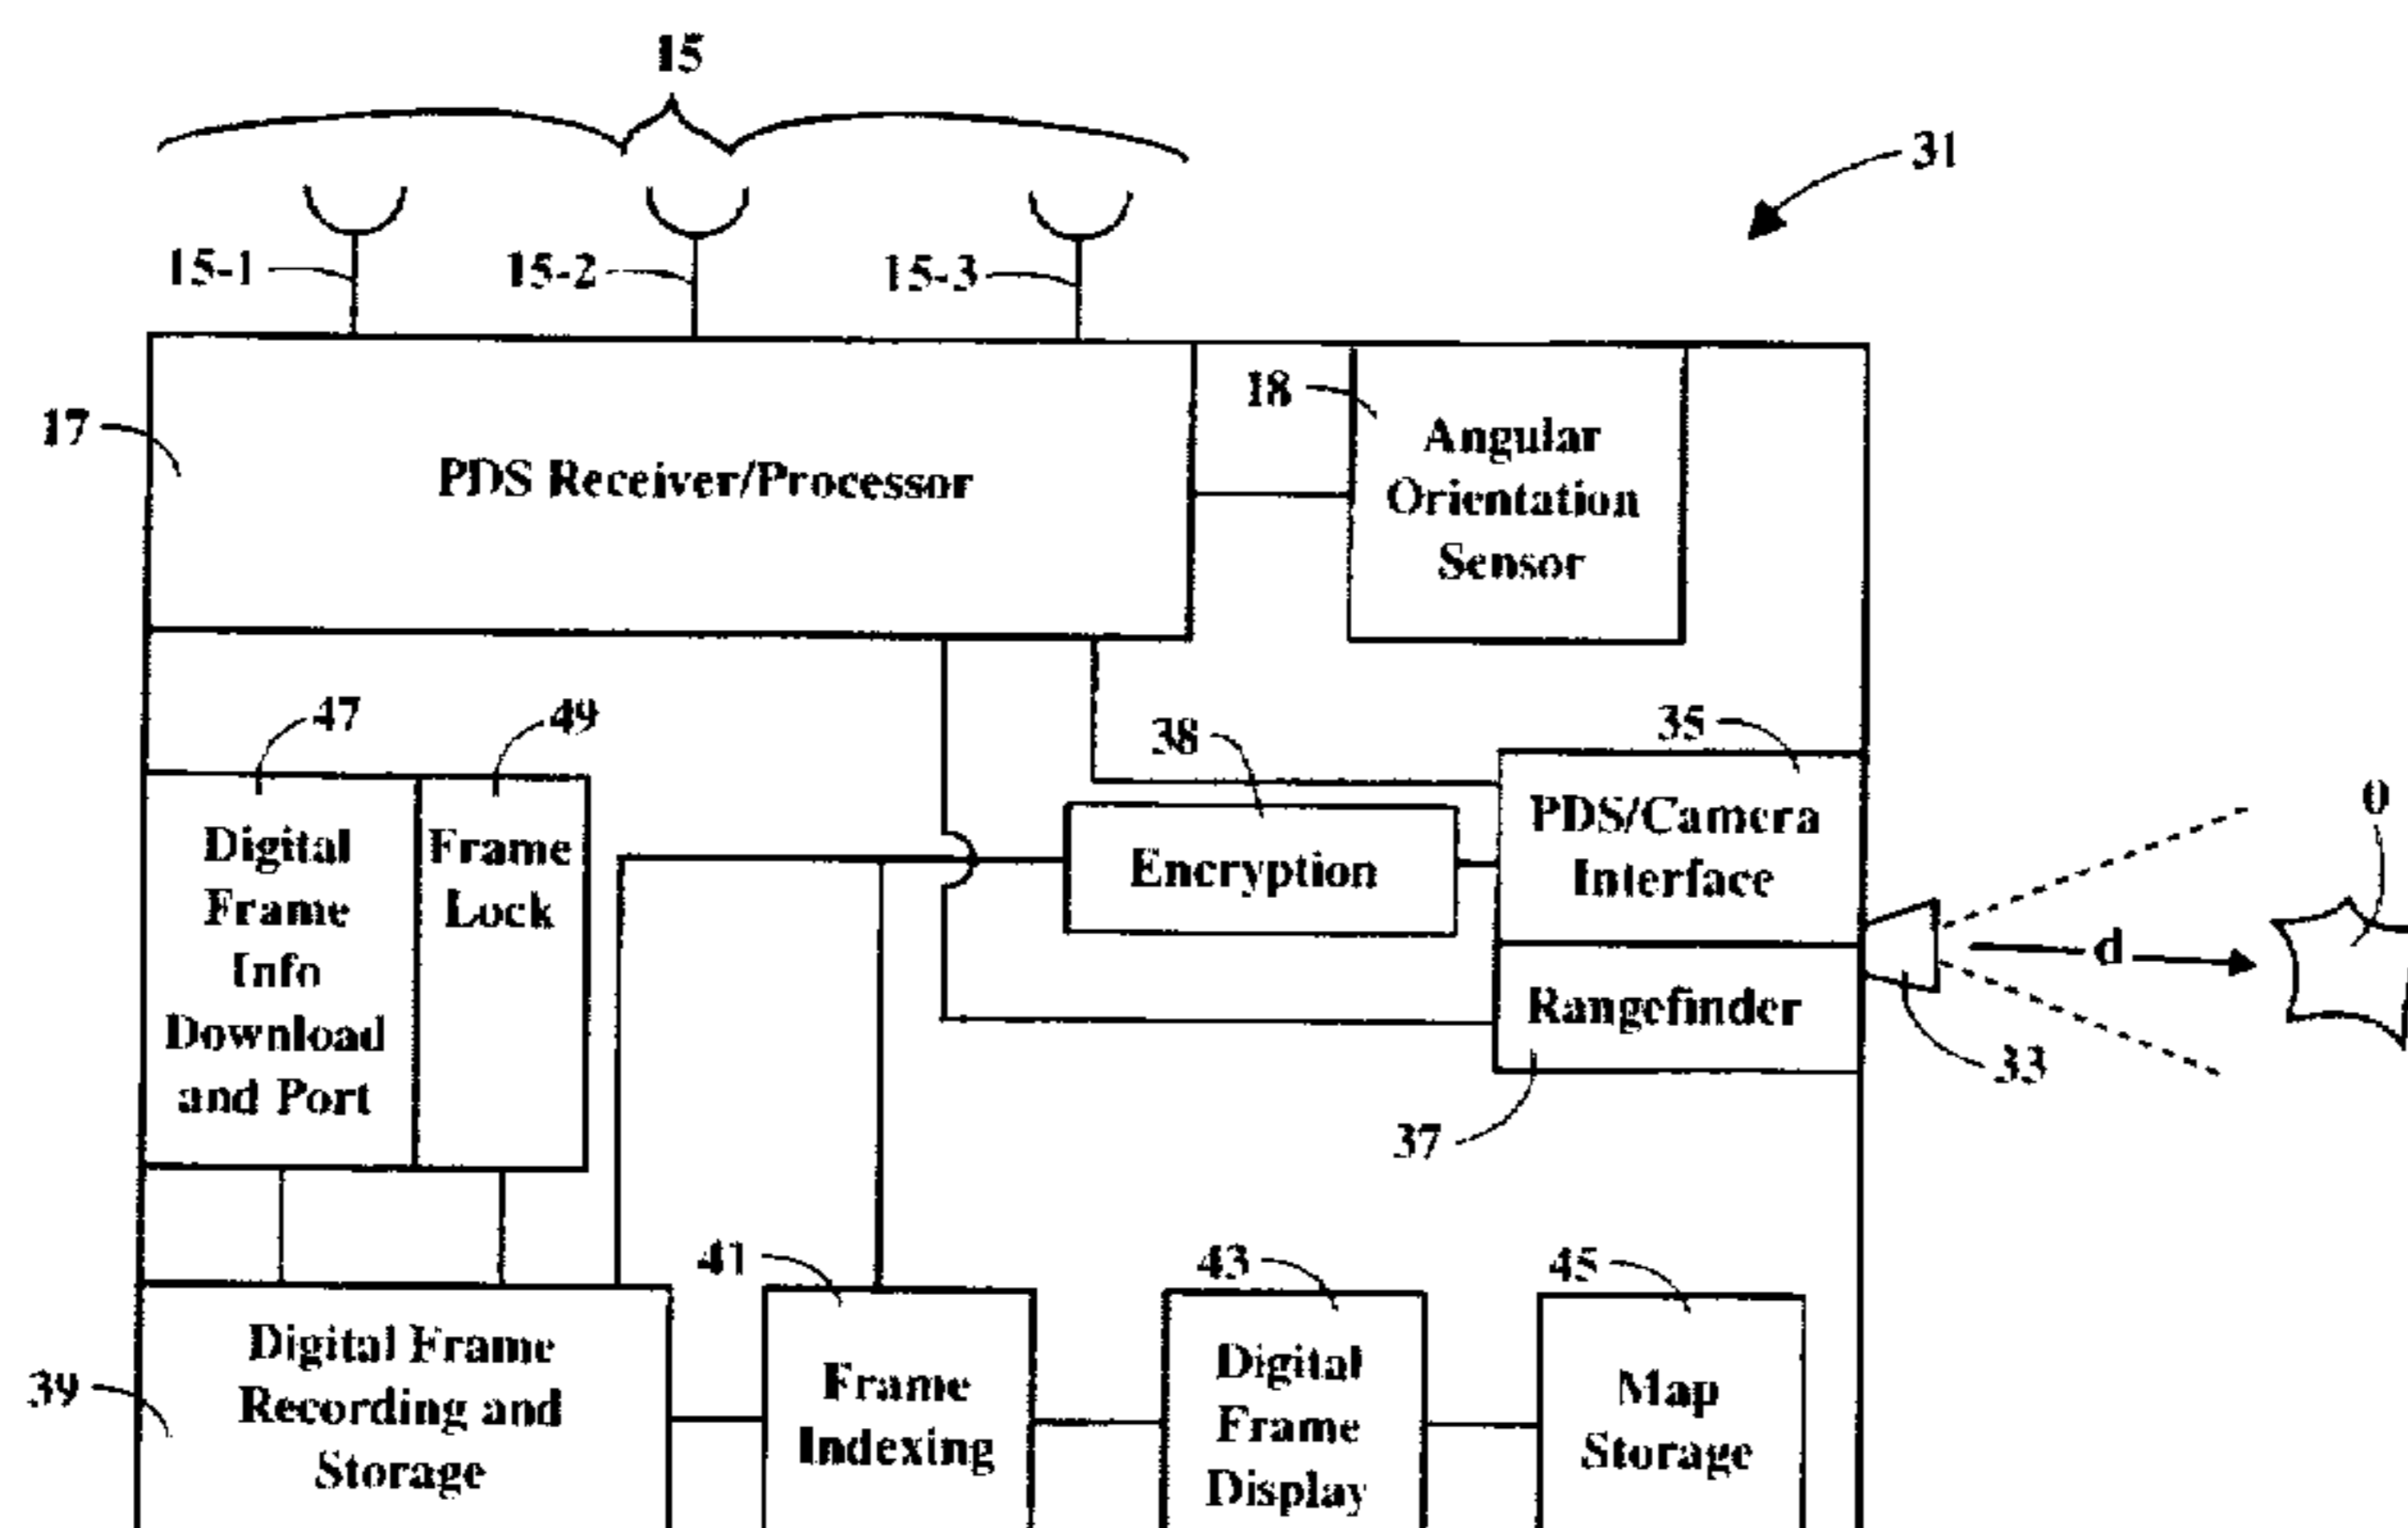 15
31
15-1
15-2
15-3
17
18
PDS Receiver/Processor
Angular
Orientation
Sensor
47
49
38
35
0
Digital
Frame
Info
Download
and Port
Frame
Lock
Encryption
PDS/Camera
Interface
d
Rangefinder
33
37
41
43
45
39
Digital Frame
Recording and
Storage
Frame
Indexing
Digital
Frame
Display
Map
Storage